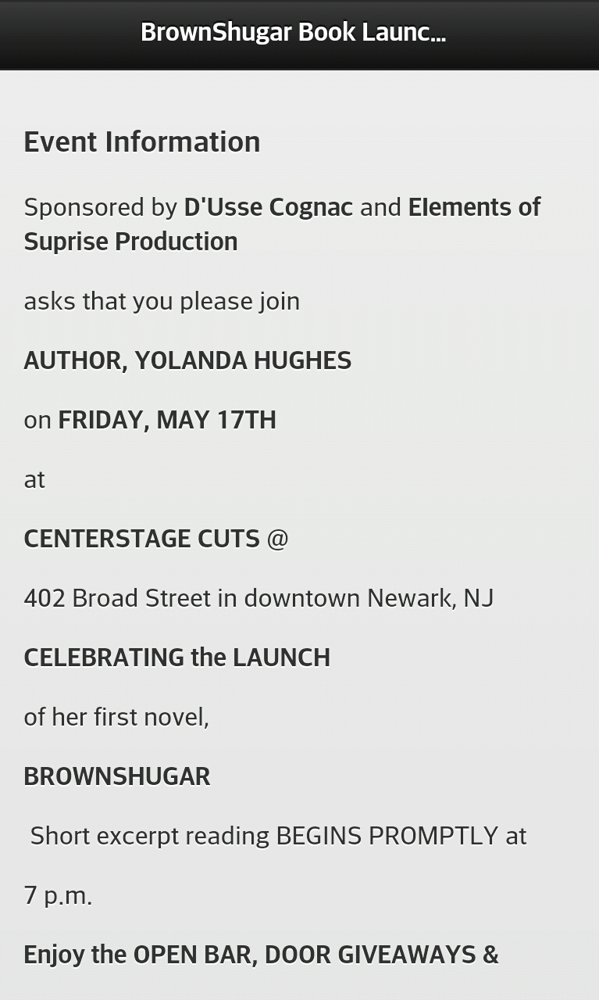 BrownShugar Book Launc...
Event Information
Sponsored by D'Usse Cognac and Elements of
Suprise Production
asks that you please join
AUTHOR, YOLANDA HUGHES
on FRIDAY, MAY 17TH
at
CENTERSTAGE CUTS @
402 Broad Street in downtown Newark, NJ
CELEBRATING the LAUNCH
of her first novel,
BROWNSHUGAR
Short excerpt reading BEGINS PROMPTLY at
7 p.m.
Enjoy the OPEN BAR, DOOR GIVEAWAYS &